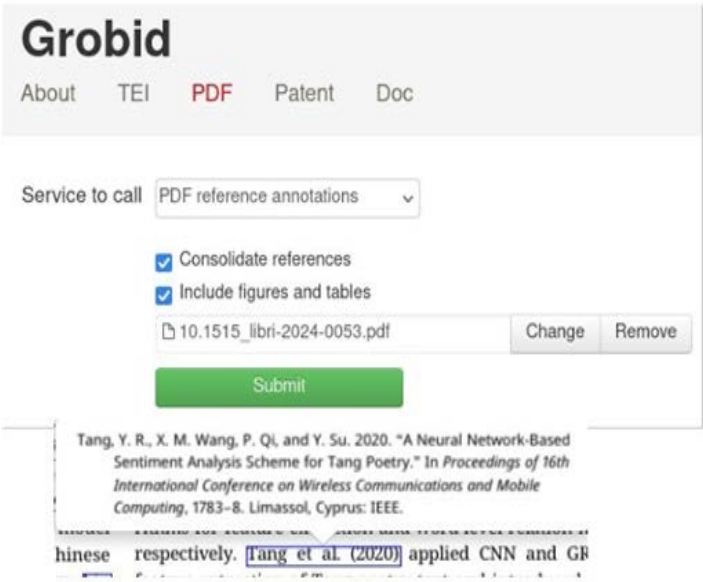 Grobid
About TEI PDF Patent Doc
Service to call PDF reference annotations
Consolidate references
Include figures and tables
10.1515_libri-2024-0053.pdf Change Remove
Submit
Tang, Y. R., X. M. Wang, P. Qi, and Y. Su. 2020. “A Neural Network-Based
Sentiment Analysis Scheme for Tang Poetry.” In Proceedings of 16th
International Conference on Wireless Communications and Mobile
Computing, 1783–8. Limassol, Cyprus: IEEE.
hinese respectively. Tang et al. (2020) applied CNN and GR